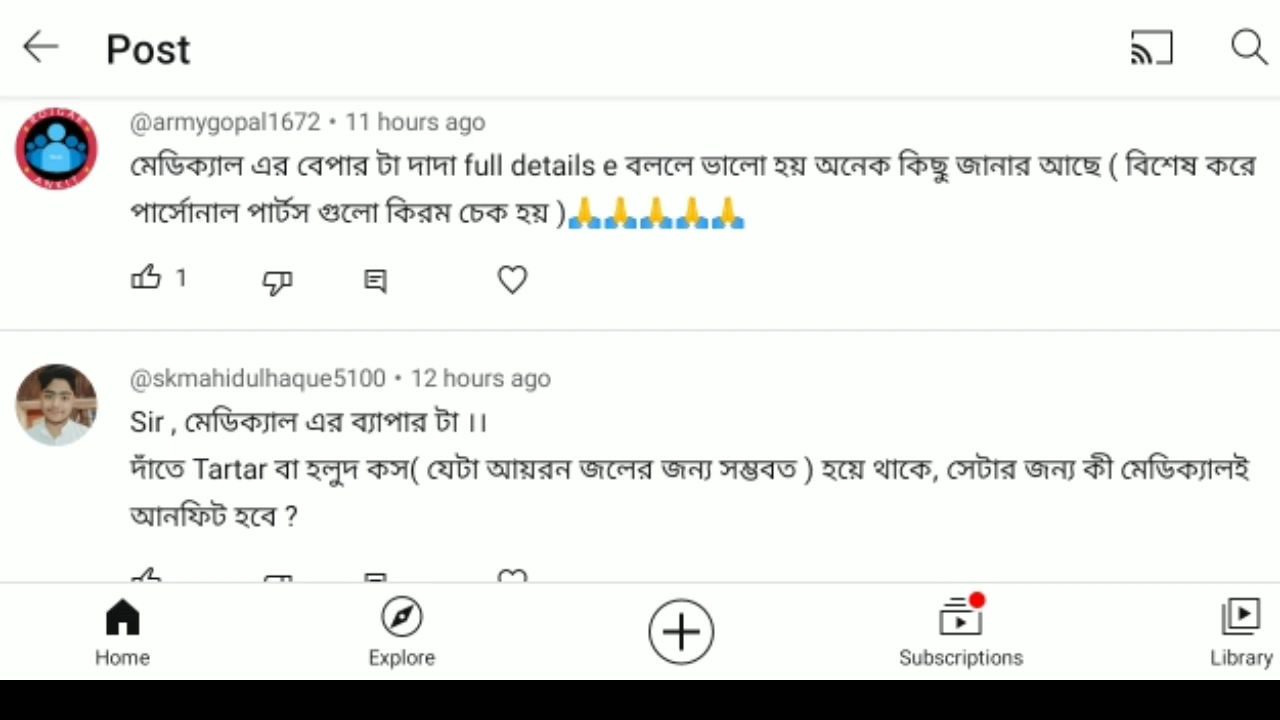 Post
@armygopal1672 • 11 hours ago
মেডিক্যাল এর বেপার টা দাদা full details e বললে ভালো হয় অনেক কিছু জানার আছে ( বিশেষ করে
পার্সোনাল পার্টস গুলো কিরম চেক হয় )🙏🙏🙏🙏🙏
1
@skmahidulhaque5100 • 12 hours ago
Sir , মেডিক্যাল এর ব্যাপার টা ।।
দাঁতে Tartar বা হলুদ কস( যেটা আয়রন জলের জন্য সম্ভবত ) হয়ে থাকে, সেটার জন্য কী মেডিক্যালই
আনফিট হবে ?
Home Explore Subscriptions Library